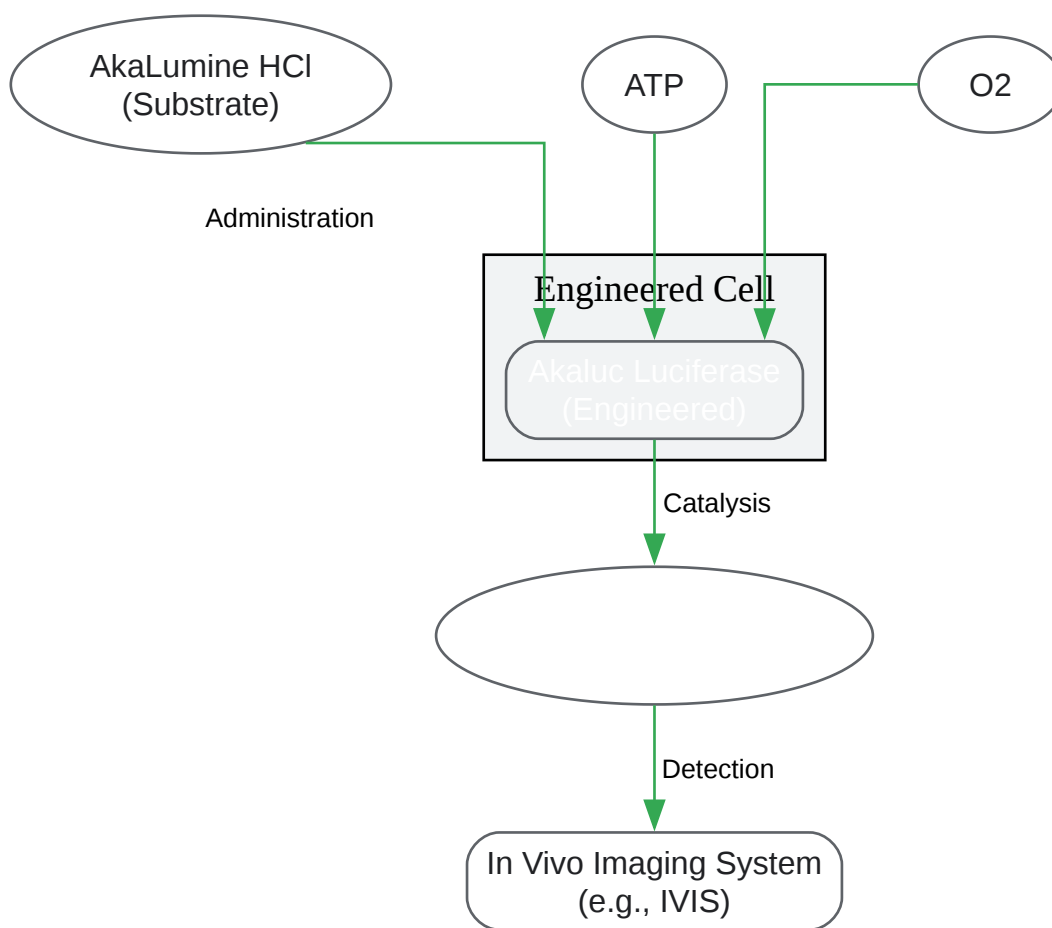 AkaLumine HCl
(Substrate)
ATP
O2
Administration
Engineered Cell
Akaluc Luciferase
(Engineered)
Catalysis
Detection
In Vivo Imaging System
(e.g., IVIS)